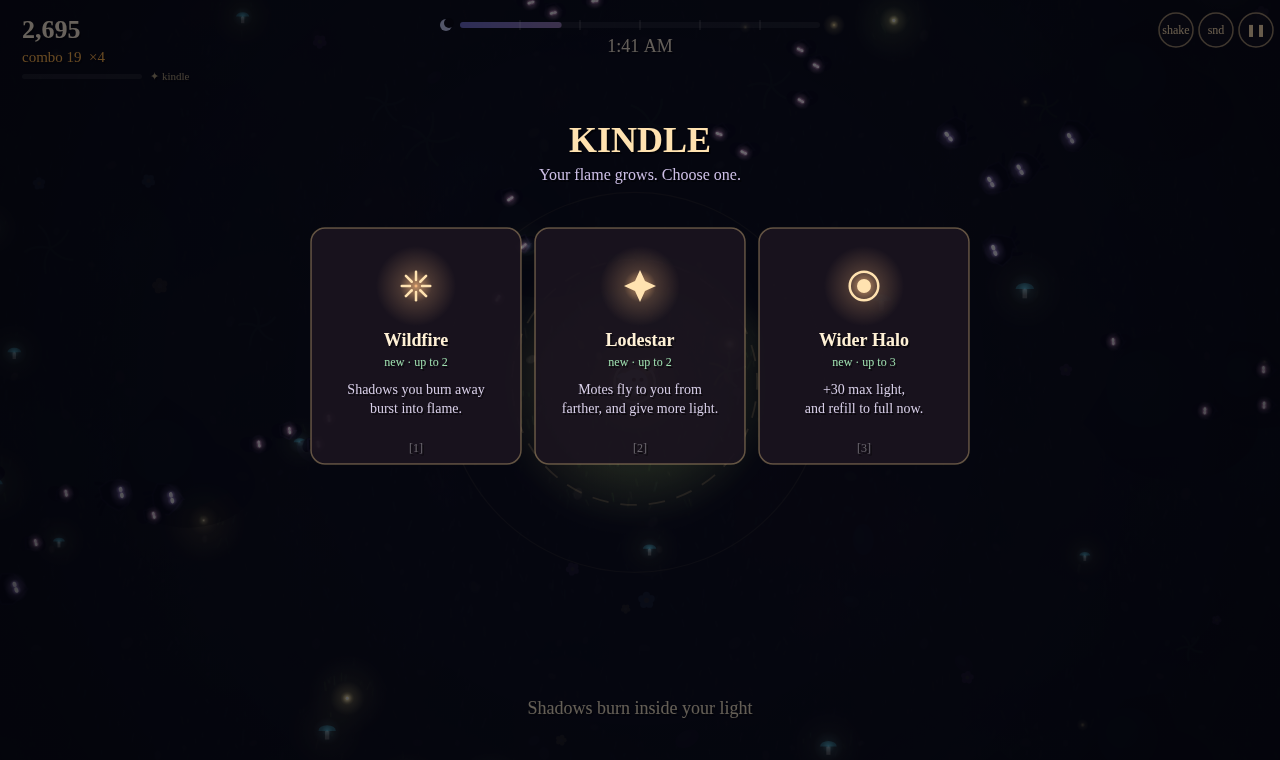 2,695
combo 19 ×4
✦ kindle
1:41 AM
shake
snd
KINDLE
Your flame grows. Choose one.
Wildfire
new · up to 2
Shadows you burn away
burst into flame.
[1]
Lodestar
new · up to 2
Motes fly to you from
farther, and give more light.
[2]
Wider Halo
new · up to 3
+30 max light,
and refill to full now.
[3]
Shadows burn inside your light